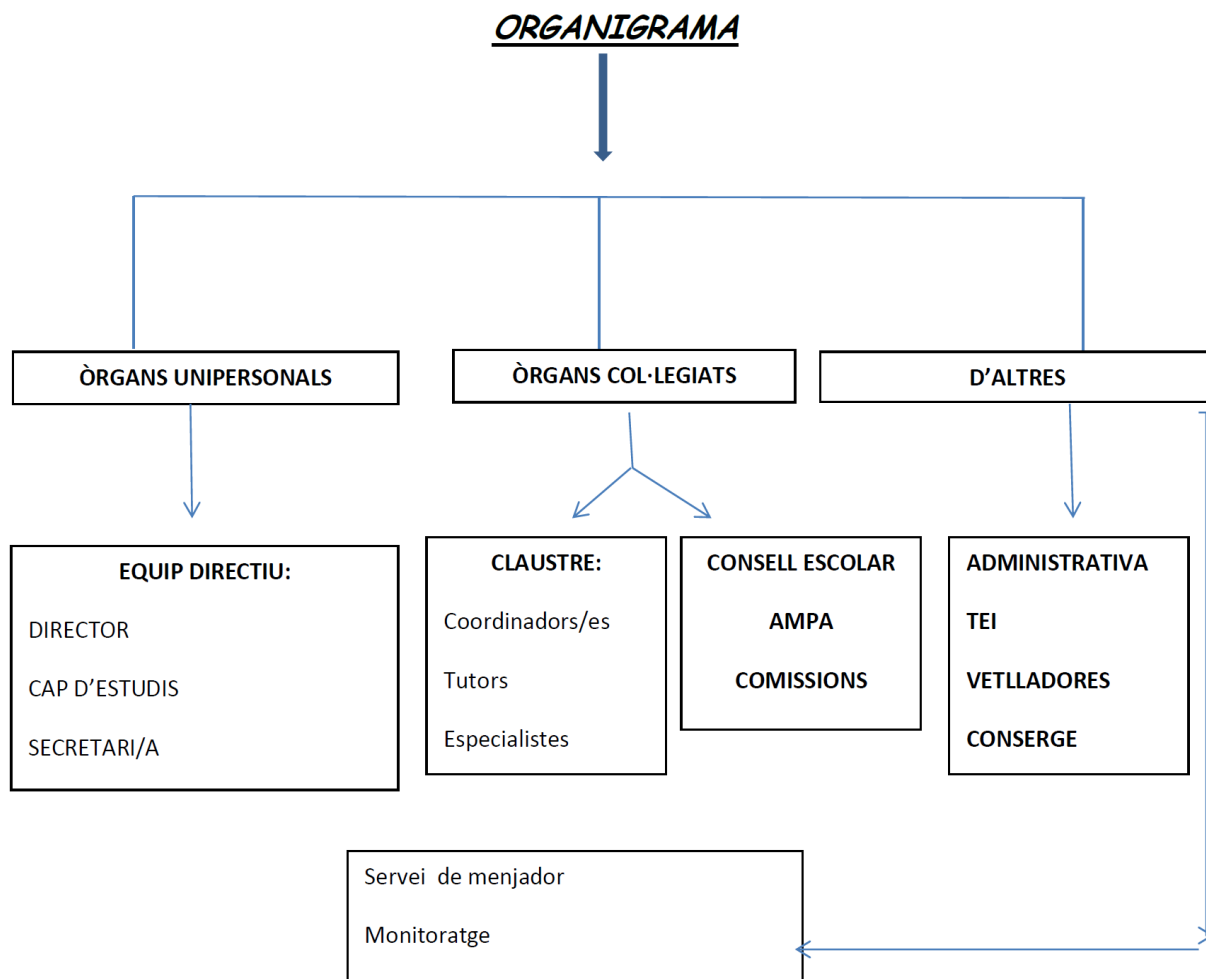 ORGANIGRAMA
ÒRGANS UNIPERSONALS
ÒRGANS COL·LEGIATS
D'ALTRES
EQUIP DIRECTIU:
DIRECTOR
CAP D'ESTUDIS
SECRETARI/A
CLAUSTRE:
Coordinadors/es
Tutors
Especialistes
CONSELL ESCOLAR
AMPA
COMISSIONS
ADMINISTRATIVA
TEI
VETLLADORES
CONSERGE
Servei de menjador
Monitoratge